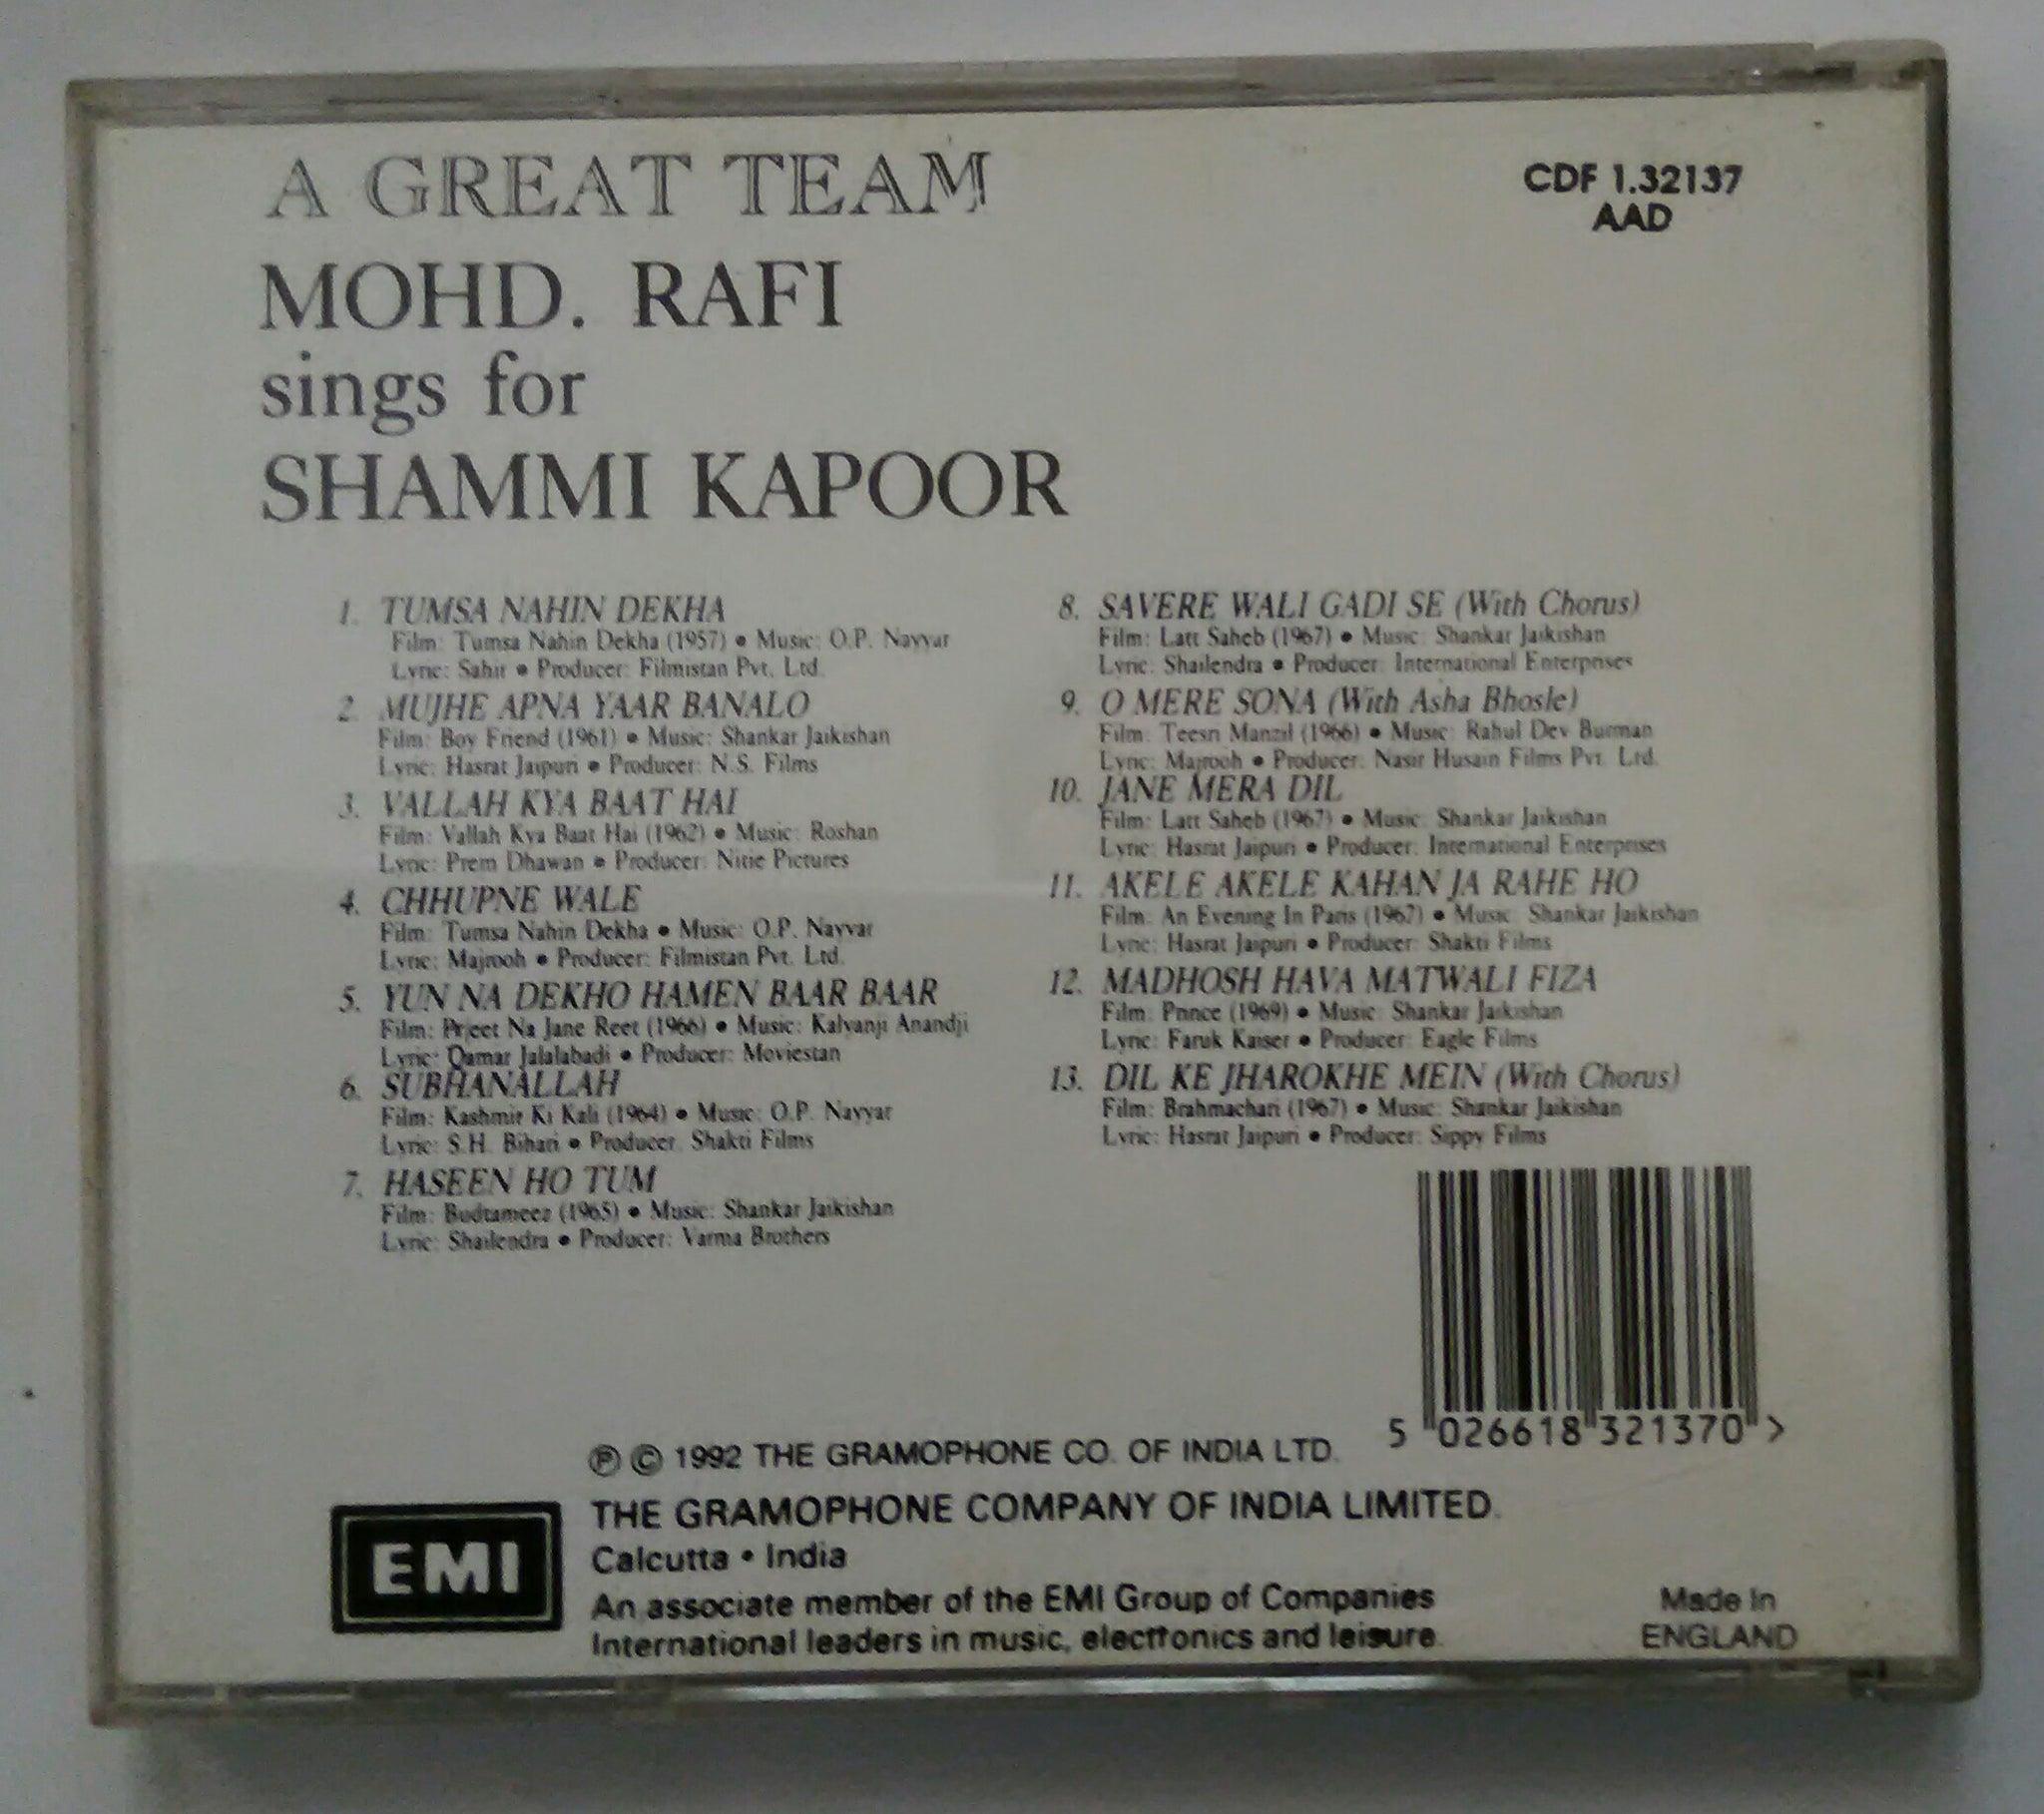 A GREAT TEAM
MOHD. RAFI
sings for
SHAMMI KAPOOR
CDF 1.32137
AAD
1. TUMSA NAHIN DEKHA
Film: Tumsa Nahin Dekha (1957) • Music: O.P. Nayyar
Lyric: Sahir • Producer: Filmistan Pvt. Ltd.
2. MUJHE APNA YAAR BANALO
Film: Boy Friend (1961) • Music: Shankar Jaikishan
Lyric: Hasrat Jaipuri • Producer: N.S. Films
3. VALLAH KYA BAAT HAI
Film: Vallah Kya Baat Hai (1962) • Music: Roshan
Lyric: Prem Dhawan • Producer: Nitie Pictures
4. CHHUPNE WALE
Film: Tumsa Nahin Dekha • Music: O.P. Nayyar
Lyric: Majrooh • Producer: Filmistan Pvt. Ltd.
5. YUN NA DEKHO HAMEN BAAR BAAR
Film: Prjeet Na Jane Reet (1966) • Music: Kalyanji Anandji
Lyric: Qamar Jalalabadi • Producer: Moviestan
6. SUBHANALLAH
Film: Kashmir Ki Kali (1964) • Music: O.P. Nayyar
Lyric: S.H. Bihari • Producer: Shakti Films
7. HASEEN HO TUM
Film: Budtameez (1965) • Music: Shankar Jaikishan
Lyric: Shailendra • Producer: Varma Brothers
8. SAVERE WALI GADI SE (With Chorus)
Film: Latt Saheb (1967) • Music: Shankar Jaikishan
Lyric: Shailendra • Producer: International Enterprises
9. O MERE SONA (With Asha Bhosle)
Film: Teesri Manzil (1966) • Music: Rahul Dev Burman
Lyric: Majrooh • Producer: Nasir Husain Films Pvt. Ltd.
10. JANE MERA DIL
Film: Latt Saheb (1967) • Music: Shankar Jaikishan
Lyric: Hasrat Jaipuri • Producer: International Enterprises
11. AKELE AKELE KAHAN JA RAHE HO
Film: An Evening In Paris (1967) • Music: Shankar Jaikishan
Lyric: Hasrat Jaipuri • Producer: Shakti Films
12. MADHOSH HAVA MATWALI FIZA
Film: Prince (1969) • Music: Shankar Jaikishan
Lyric: Faruk Kaiser • Producer: Eagle Films
13. DIL KE JHAROKHE MEIN (With Chorus)
Film: Brahmachari (1967) • Music: Shankar Jaikishan
Lyric: Hasrat Jaipuri • Producer: Sippy Films
5 026618 321370 >
℗ © 1992 THE GRAMOPHONE CO. OF INDIA LTD.
EMI
THE GRAMOPHONE COMPANY OF INDIA LIMITED.
Calcutta • India
An associate member of the EMI Group of Companies
International leaders in music, electronics and leisure.
Made In
ENGLAND